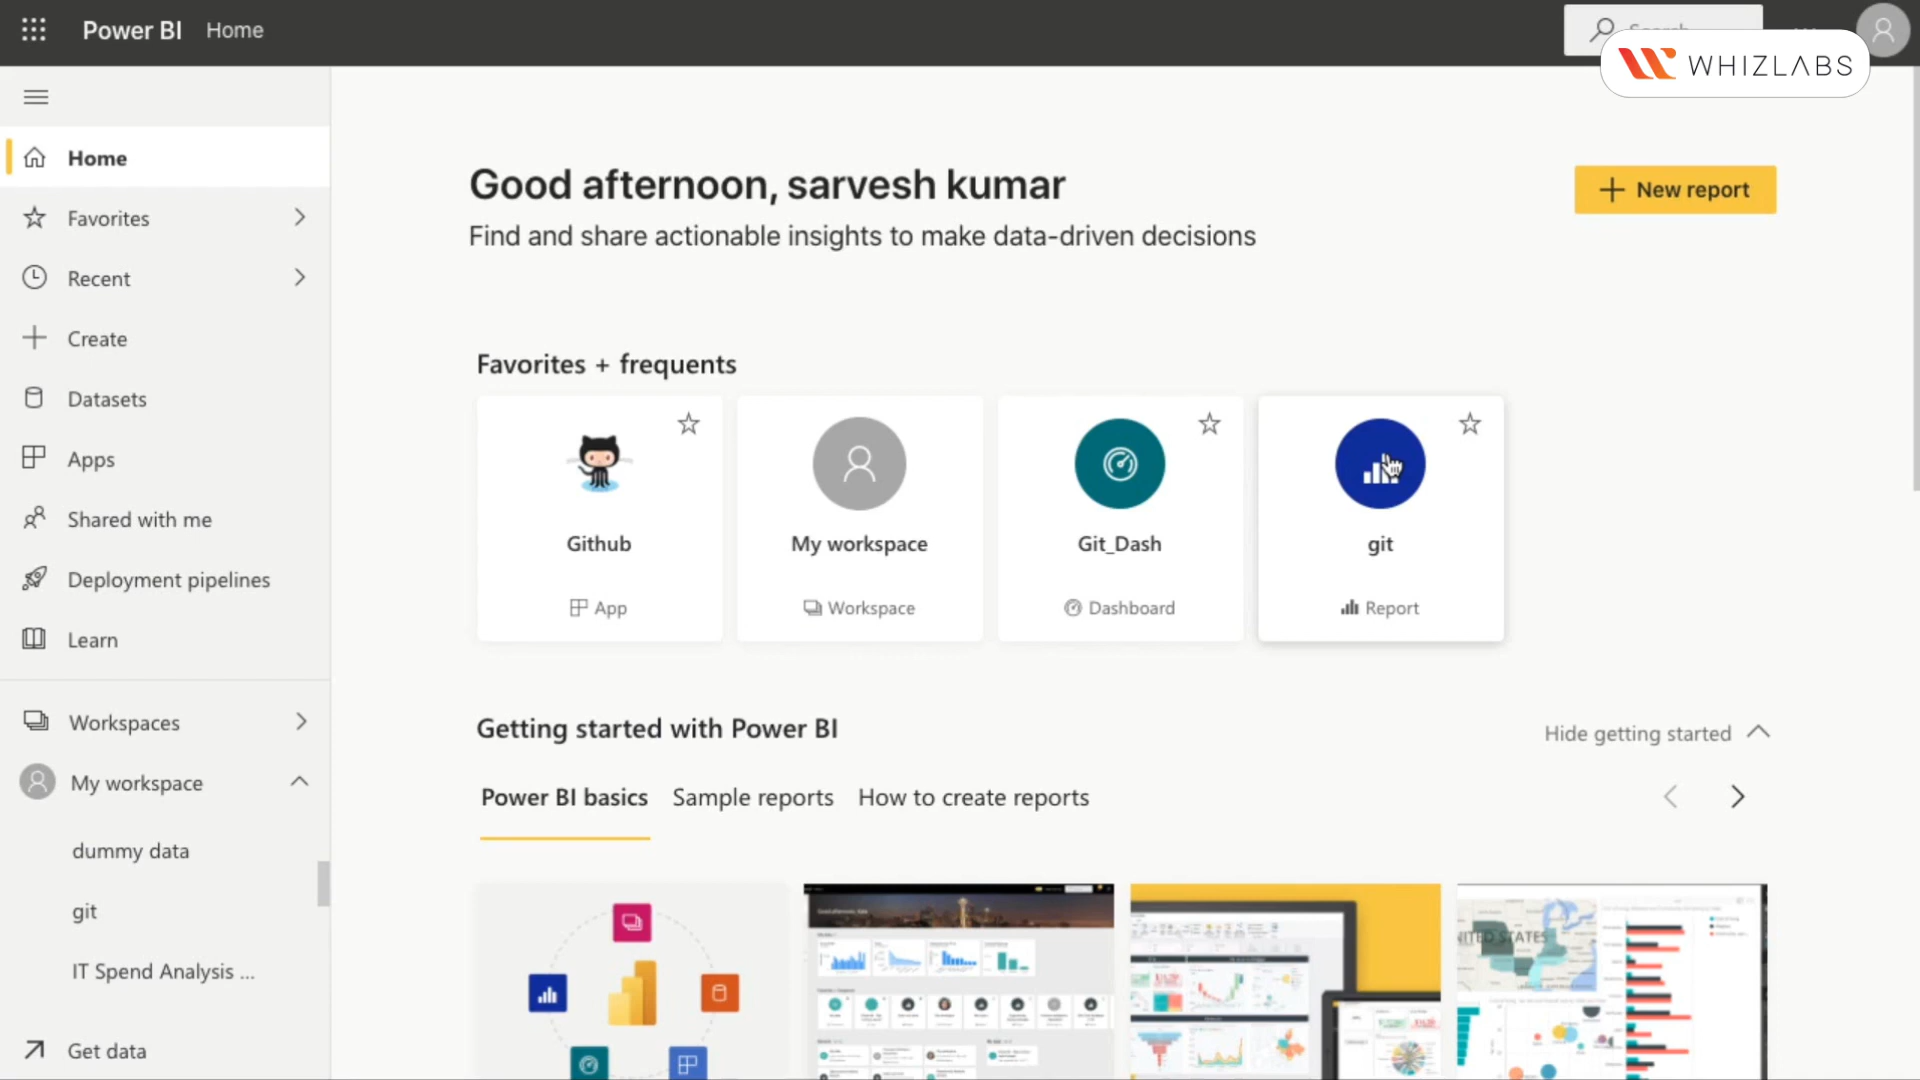 Power BI Home
WHIZLABS
Home
Favorites
Recent
Create
Datasets
Apps
Shared with me
Deployment pipelines
Learn
Workspaces
My workspace
dummy data
git
IT Spend Analysis ...
Get data
Good afternoon, sarvesh kumar
Find and share actionable insights to make data-driven decisions
New report
Favorites + frequents
Github
App
My workspace
Workspace
Git_Dash
Dashboard
git
Report
Getting started with Power BI
Hide getting started
Power BI basics
Sample reports
How to create reports